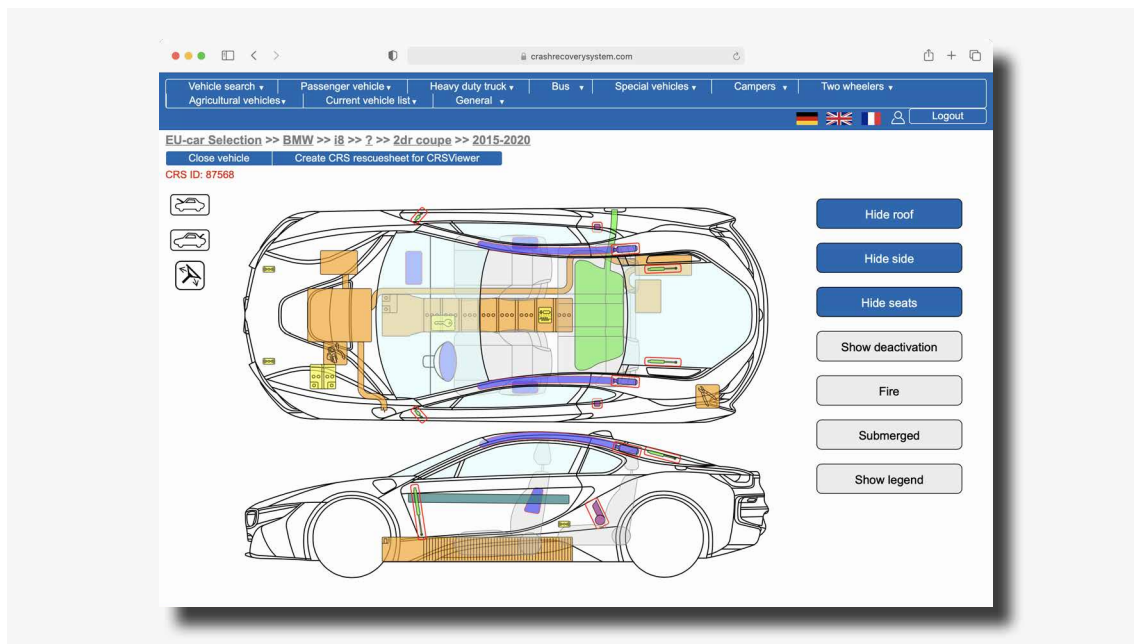 crashrecoverysystem.com
Vehicle search Passenger vehicle Heavy duty truck Bus Special vehicles Campers Two wheelers
Agricultural vehicles Current vehicle list General
Logout
EU-car Selection >> BMW >> i8 >> ? >> 2dr coupe >> 2015-2020
Close vehicle Create CRS rescuesheet for CRSViewer
CRS ID: 87568
Hide roof
Hide side
Hide seats
Show deactivation
Fire
Submerged
Show legend